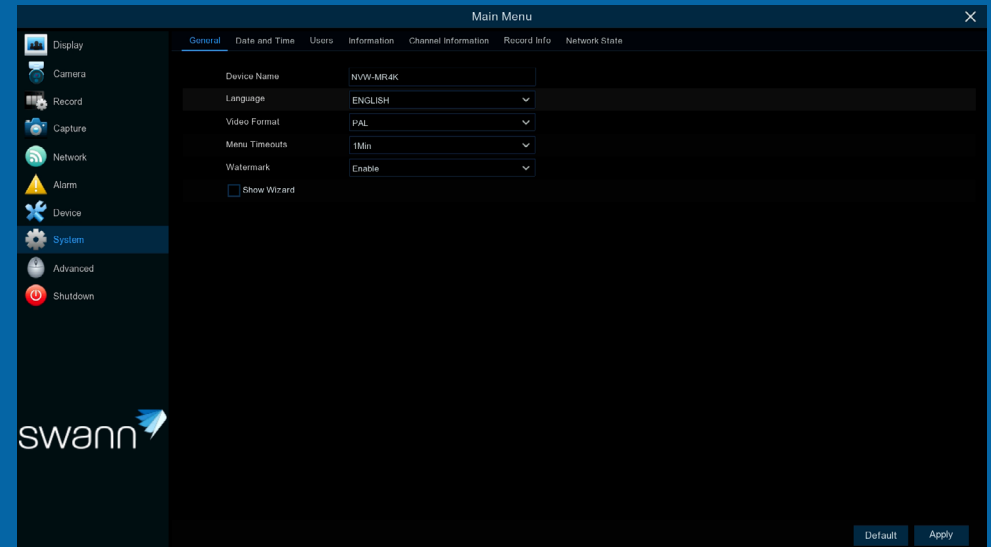 Main Menu
Display
Camera
Record
Capture
Network
Alarm
Device
System
Advanced
Shutdown
swann
General Date and Time Users Information Channel Information Record Info Network State
Device Name NVW-MR4K
Language ENGLISH
Video Format PAL
Menu Timeouts 1Min
Watermark Enable
Show Wizard
Default Apply